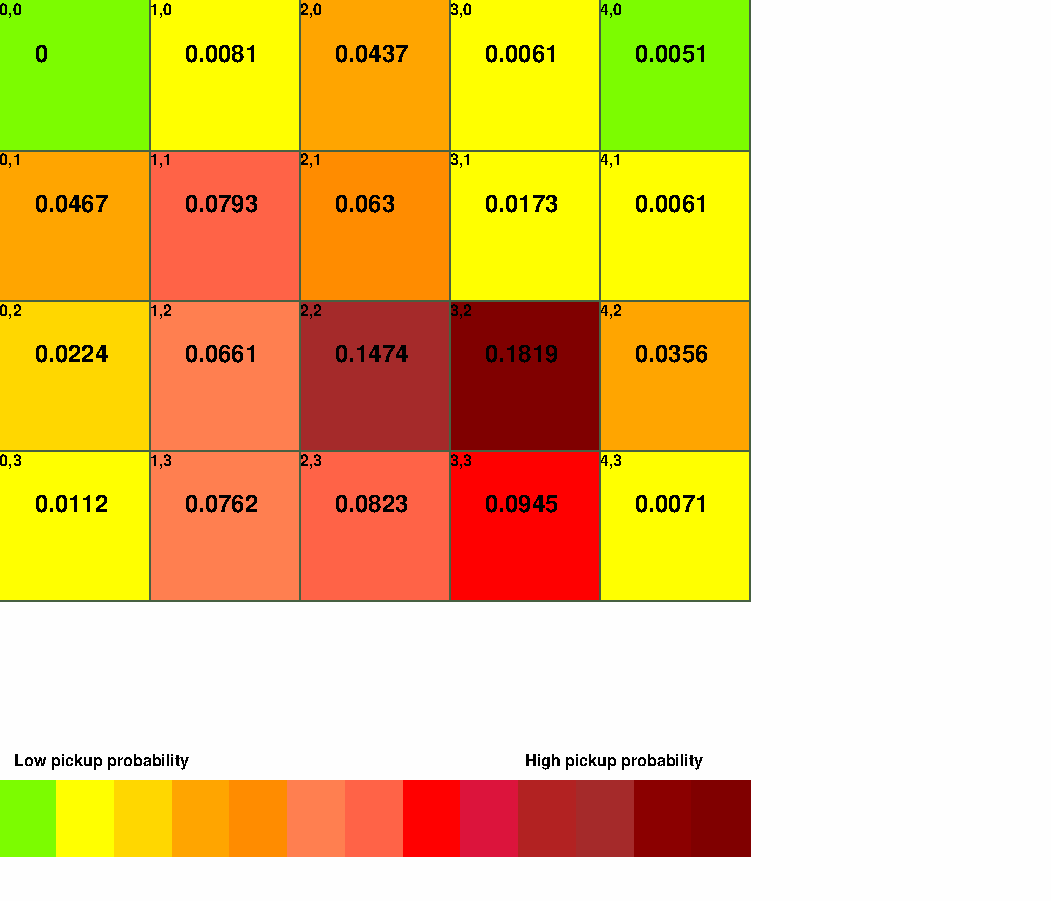 0,0 1,0 2,0 3,0 4,0
0 0.0081 0.0437 0.0061 0.0051
0,1 1,1 2,1 3,1 4,1
0.0467 0.0793 0.063 0.0173 0.0061
0,2 1,2 2,2 3,2 4,2
0.0224 0.0661 0.1474 0.1819 0.0356
0,3 1,3 2,3 3,3 4,3
0.0112 0.0762 0.0823 0.0945 0.0071
Low pickup probability High pickup probability